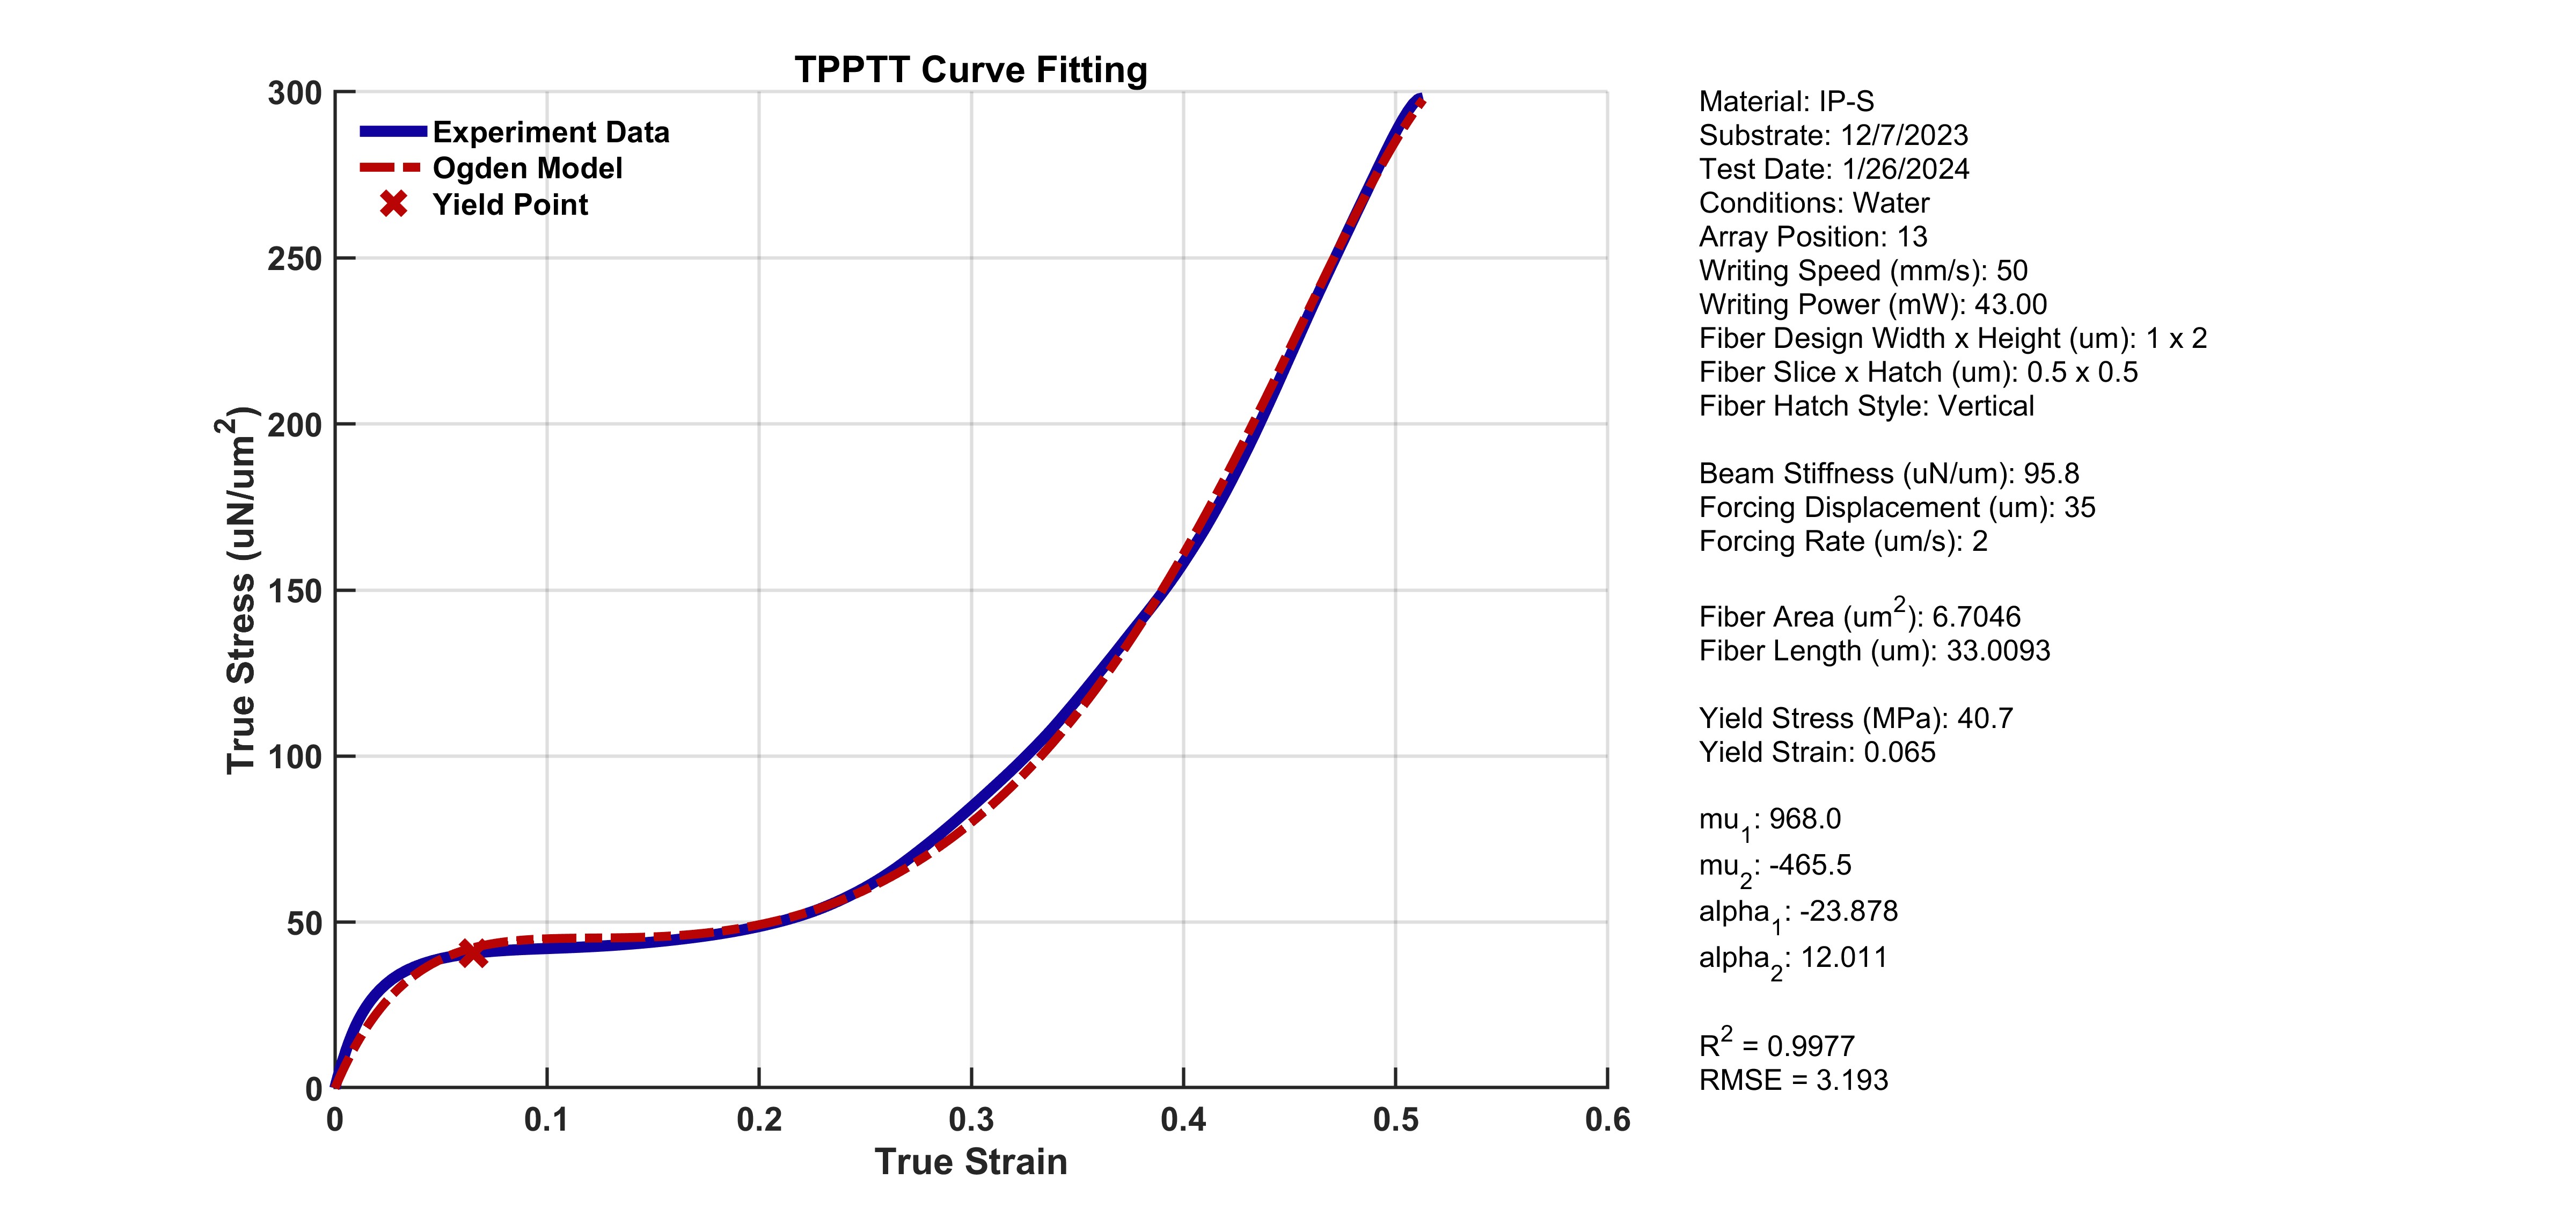 TPPTT Curve Fitting
300
250
200
150
100
50
0
0
0.1
0.2
0.3
0.4
0.5
0.6
True Stress (uN/um²)
True Strain
Experiment Data
Ogden Model
Yield Point
Material: IP-S
Substrate: 12/7/2023
Test Date: 1/26/2024
Conditions: Water
Array Position: 13
Writing Speed (mm/s): 50
Writing Power (mW): 43.00
Fiber Design Width x Height (um): 1 x 2
Fiber Slice x Hatch (um): 0.5 x 0.5
Fiber Hatch Style: Vertical
Beam Stiffness (uN/um): 95.8
Forcing Displacement (um): 35
Forcing Rate (um/s): 2
Fiber Area (um²): 6.7046
Fiber Length (um): 33.0093
Yield Stress (MPa): 40.7
Yield Strain: 0.065
mu₁: 968.0
mu₂: -465.5
alpha₁: -23.878
alpha₂: 12.011
R² = 0.9977
RMSE = 3.193